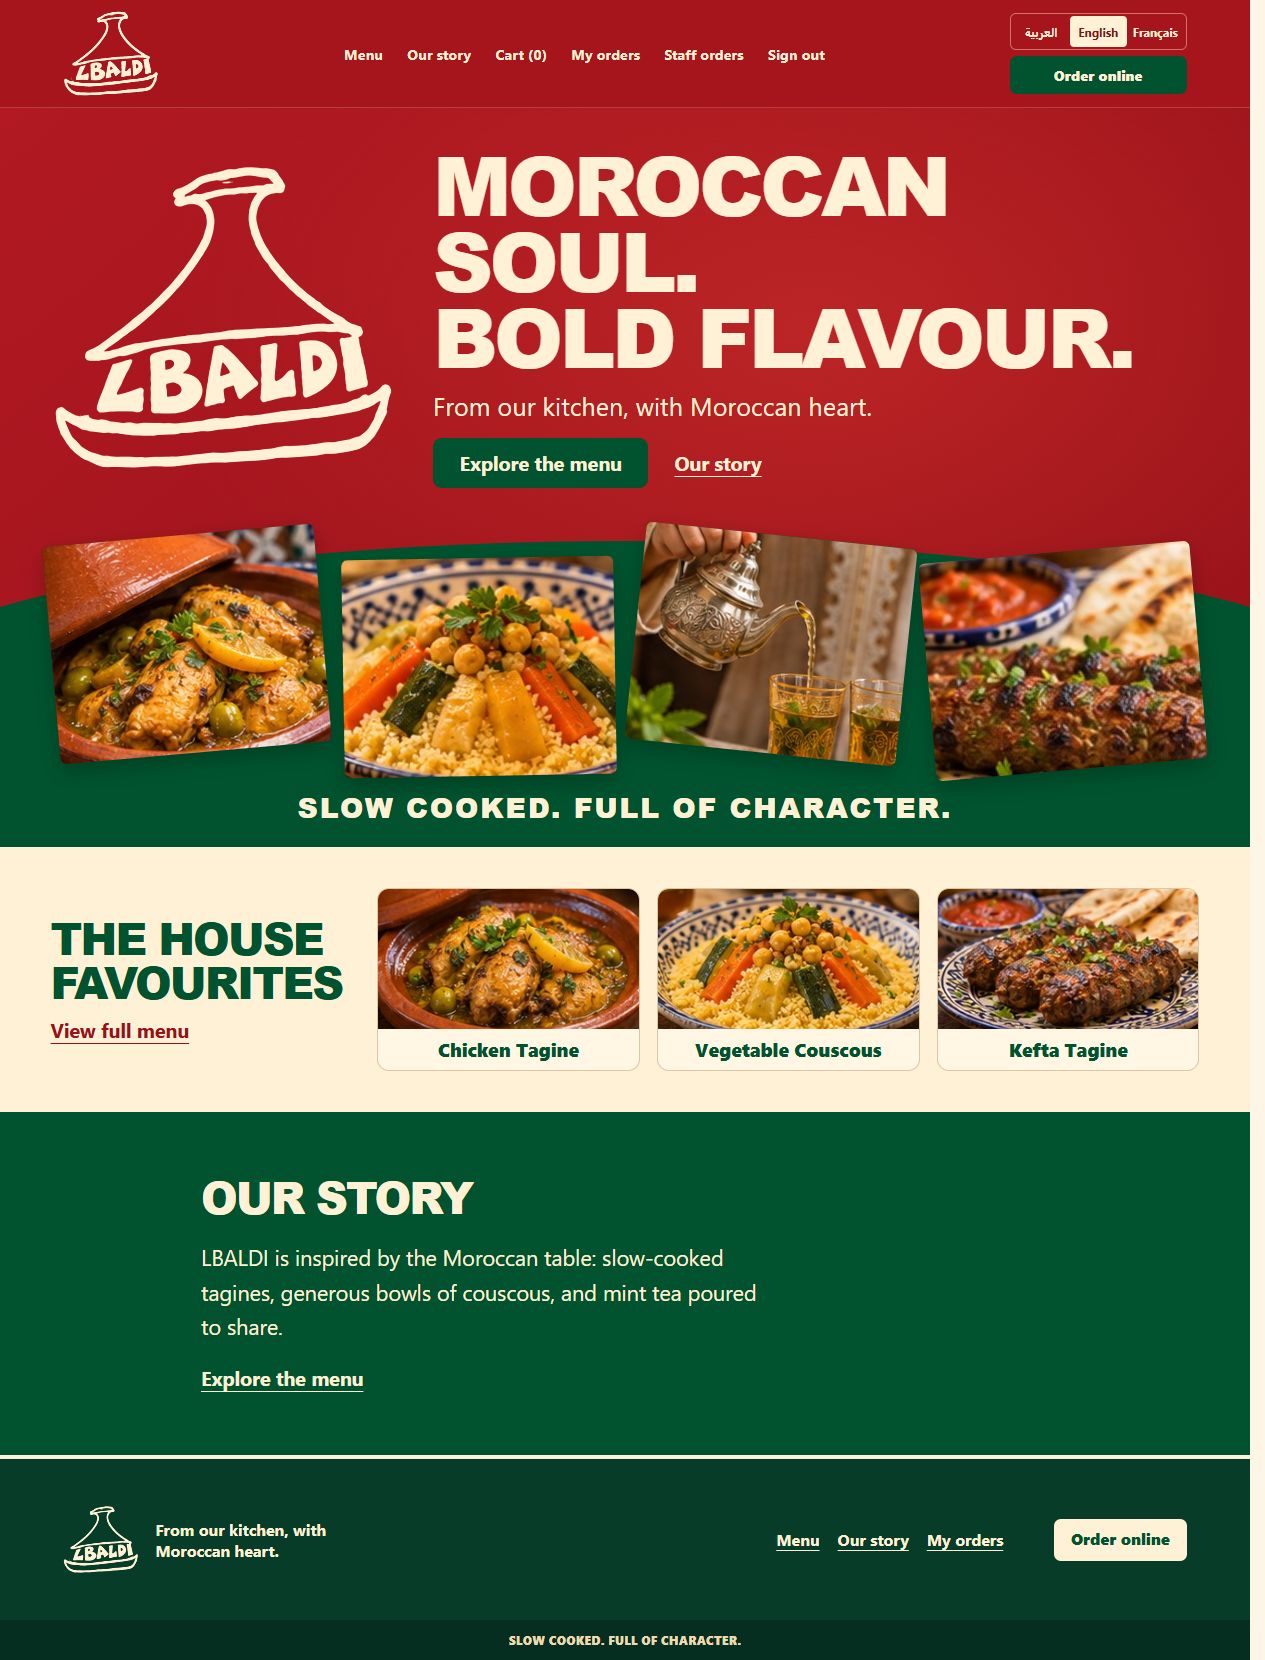 LBALDI
Menu Our story Cart (0) My orders Staff orders Sign out
العربية English Français
Order online
LBALDI
MOROCCAN
SOUL.
BOLD FLAVOUR.
From our kitchen, with Moroccan heart.
Explore the menu Our story
SLOW COOKED. FULL OF CHARACTER.
THE HOUSE
FAVOURITES
View full menu
Chicken Tagine Vegetable Couscous Kefta Tagine
OUR STORY
LBALDI is inspired by the Moroccan table: slow-cooked
tagines, generous bowls of couscous, and mint tea poured
to share.
Explore the menu
LBALDI
From our kitchen, with
Moroccan heart.
Menu Our story My orders Order online
SLOW COOKED. FULL OF CHARACTER.